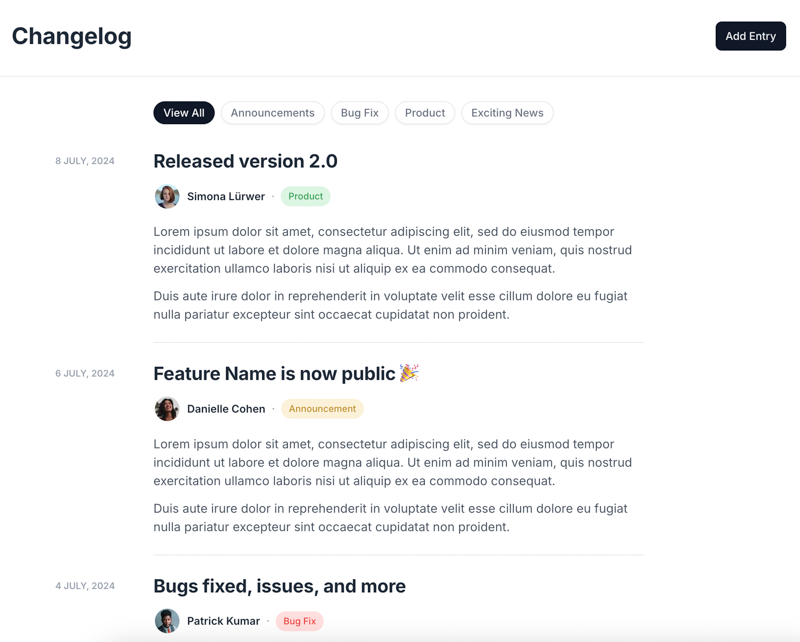 Changelog
Add Entry
View All
Announcements
Bug Fix
Product
Exciting News
8 JULY, 2024
Released version 2.0
Simona Lürwer · Product
Lorem ipsum dolor sit amet, consectetur adipiscing elit, sed do eiusmod tempor
incididunt ut labore et dolore magna aliqua. Ut enim ad minim veniam, quis nostrud
exercitation ullamco laboris nisi ut aliquip ex ea commodo consequat.
Duis aute irure dolor in reprehenderit in voluptate velit esse cillum dolore eu fugiat
nulla pariatur excepteur sint occaecat cupidatat non proident.
6 JULY, 2024
Feature Name is now public 🎉
Danielle Cohen · Announcement
Lorem ipsum dolor sit amet, consectetur adipiscing elit, sed do eiusmod tempor
incididunt ut labore et dolore magna aliqua. Ut enim ad minim veniam, quis nostrud
exercitation ullamco laboris nisi ut aliquip ex ea commodo consequat.
Duis aute irure dolor in reprehenderit in voluptate velit esse cillum dolore eu fugiat
nulla pariatur excepteur sint occaecat cupidatat non proident.
4 JULY, 2024
Bugs fixed, issues, and more
Patrick Kumar · Bug Fix